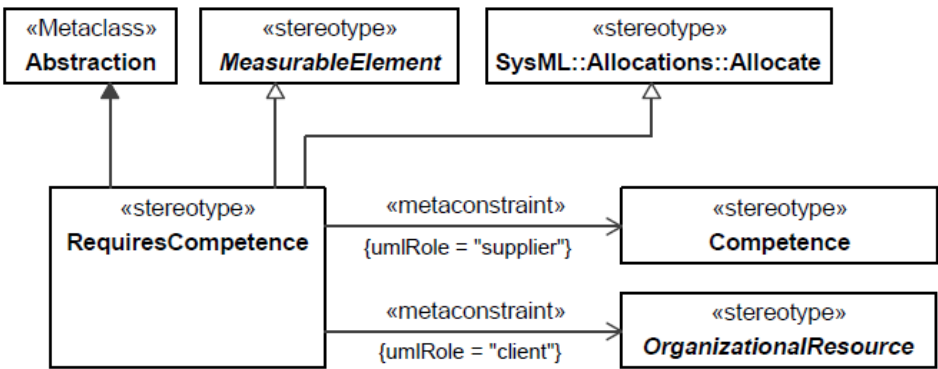 «Metaclass»
Abstraction
«stereotype»
MeasurableElement
«stereotype»
SysML::Allocations::Allocate
«stereotype»
RequiresCompetence
«metaconstraint»
{umlRole = "supplier"}
«stereotype»
Competence
«metaconstraint»
{umlRole = "client"}
«stereotype»
OrganizationalResource